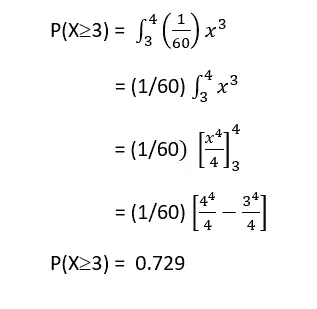 P(X≥3) = ∫₃⁴ (1/60) x³
= (1/60) ∫₃⁴ x³
= (1/60) [x⁴/4]₃⁴
= (1/60) [4⁴/4 − 3⁴/4]
P(X≥3) = 0.729